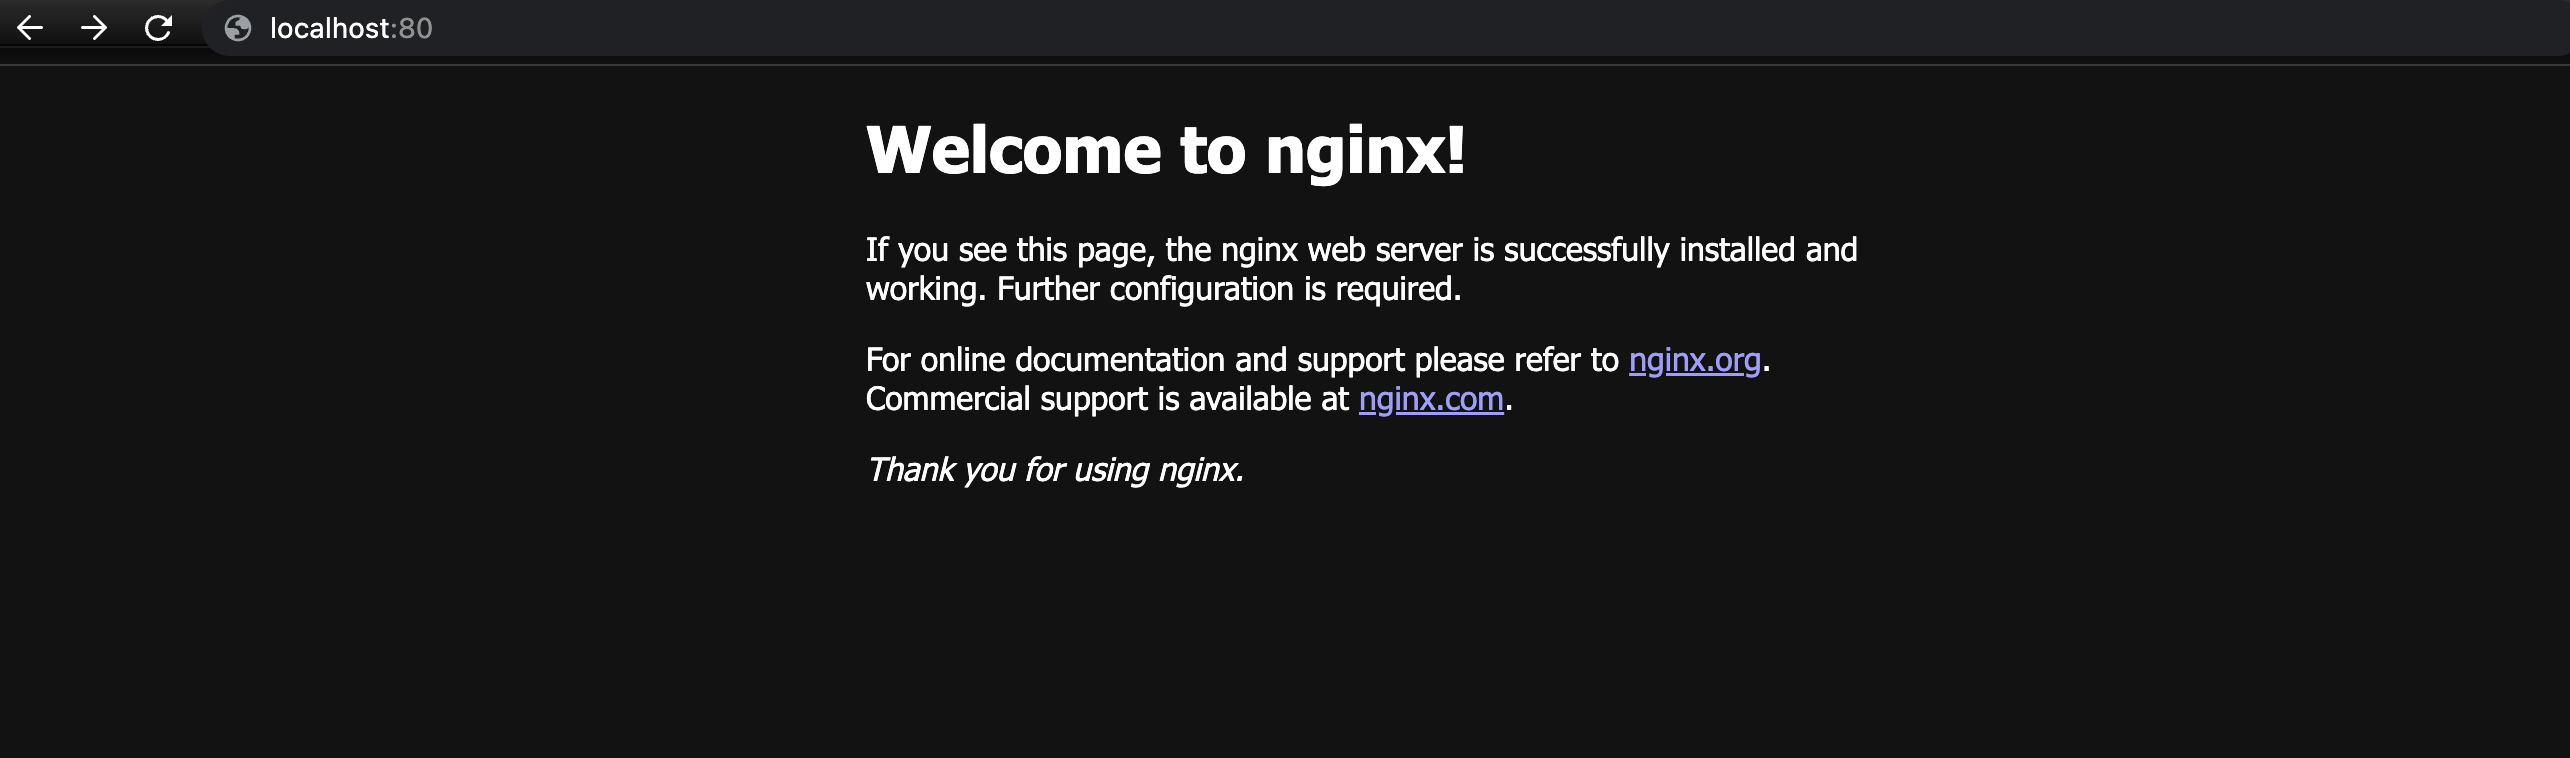 localhost:80
Welcome to nginx!
If you see this page, the nginx web server is successfully installed and
working. Further configuration is required.
For online documentation and support please refer to nginx.org.
Commercial support is available at nginx.com.
Thank you for using nginx.